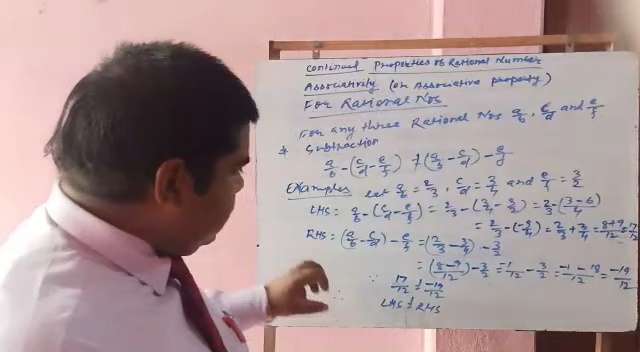 Continued Properties of Rational Number
Associativity (or Associative property)
For Rational Nos
For any three Rational Nos a/b, c/d and e/f
* Subtraction
a/b - (c/d - e/f) ≠ (a/b - c/d) - e/f
Examples Let a/b = 2/3, c/d = 3/4 and e/f = 3/2
LHS = a/b - (c/d - e/f) = 2/3 - (3/4 - 3/2) = 2/3 - (3-6/4)
= 2/3 - (-3/4) = 2/3 + 3/4 = 8+9/12 = 17/12
RHS = (a/b - c/d) - e/f = (2/3 - 3/4) - 3/2
= (8-9/12) - 3/2 = -1/12 - 3/2 = -1-18/12 = -19/12
∵ 17/12 ≠ -19/12
LHS ≠ RHS